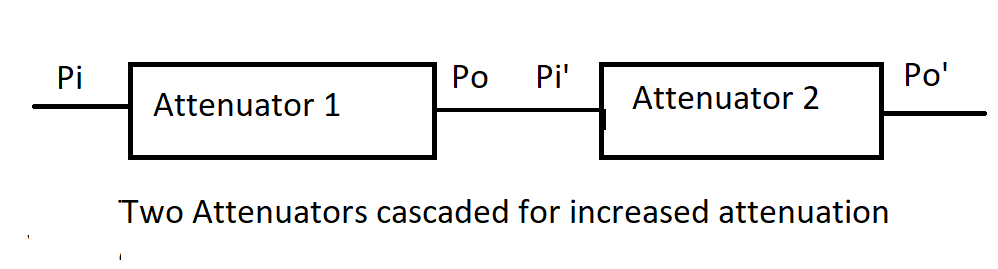 Pi
Attenuator 1
Po
Pi'
Attenuator 2
Po'
Two Attenuators cascaded for increased attenuation